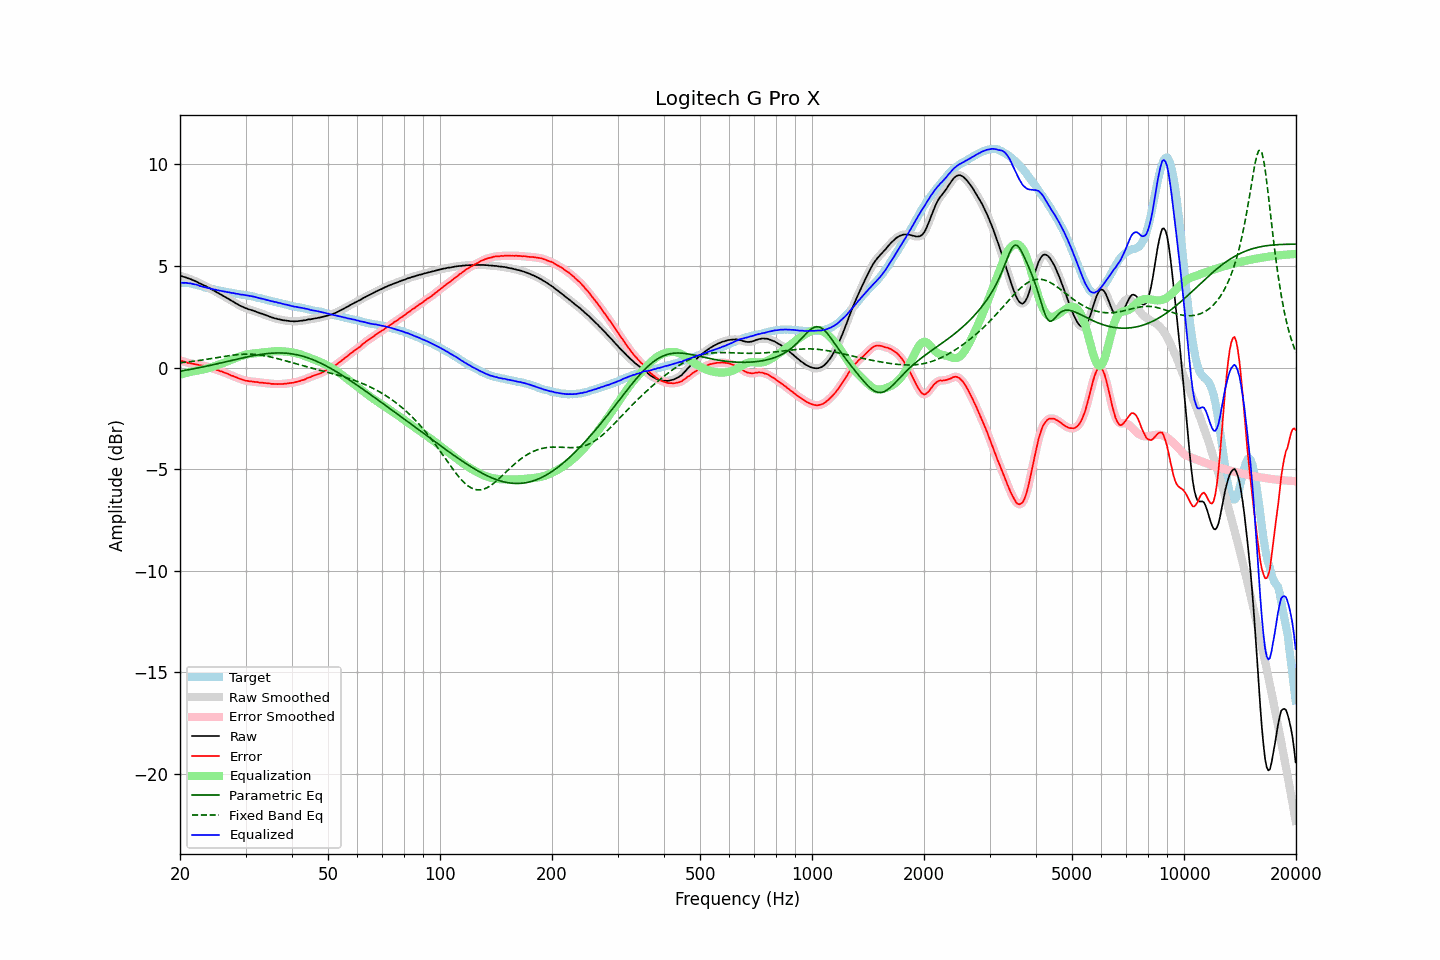 Logitech G Pro X
Amplitude (dBr)
10
5
0
−5
−10
−15
−20
Target
Raw Smoothed
Error Smoothed
Raw
Error
Equalization
Parametric Eq
Fixed Band Eq
Equalized
20 50 100 200 500 1000 2000 5000 10000 20000
Frequency (Hz)